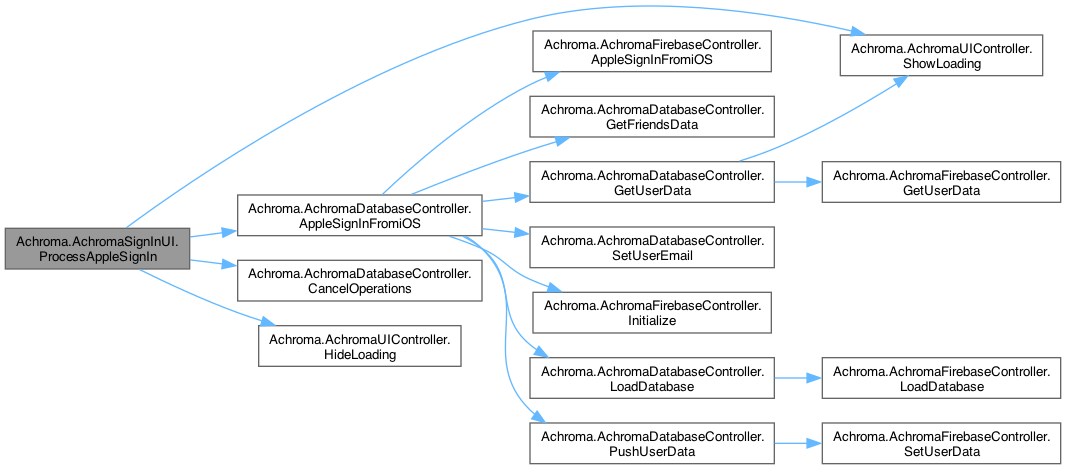 Achroma.AchromaSignInUI.
ProcessAppleSignIn
Achroma.AchromaDatabaseController.
AppleSignInFromiOS
Achroma.AchromaDatabaseController.
CancelOperations
Achroma.AchromaUIController.
HideLoading
Achroma.AchromaFirebaseController.
AppleSignInFromiOS
Achroma.AchromaDatabaseController.
GetFriendsData
Achroma.AchromaDatabaseController.
GetUserData
Achroma.AchromaDatabaseController.
SetUserEmail
Achroma.AchromaFirebaseController.
Initialize
Achroma.AchromaDatabaseController.
LoadDatabase
Achroma.AchromaDatabaseController.
PushUserData
Achroma.AchromaUIController.
ShowLoading
Achroma.AchromaFirebaseController.
GetUserData
Achroma.AchromaFirebaseController.
LoadDatabase
Achroma.AchromaFirebaseController.
SetUserData